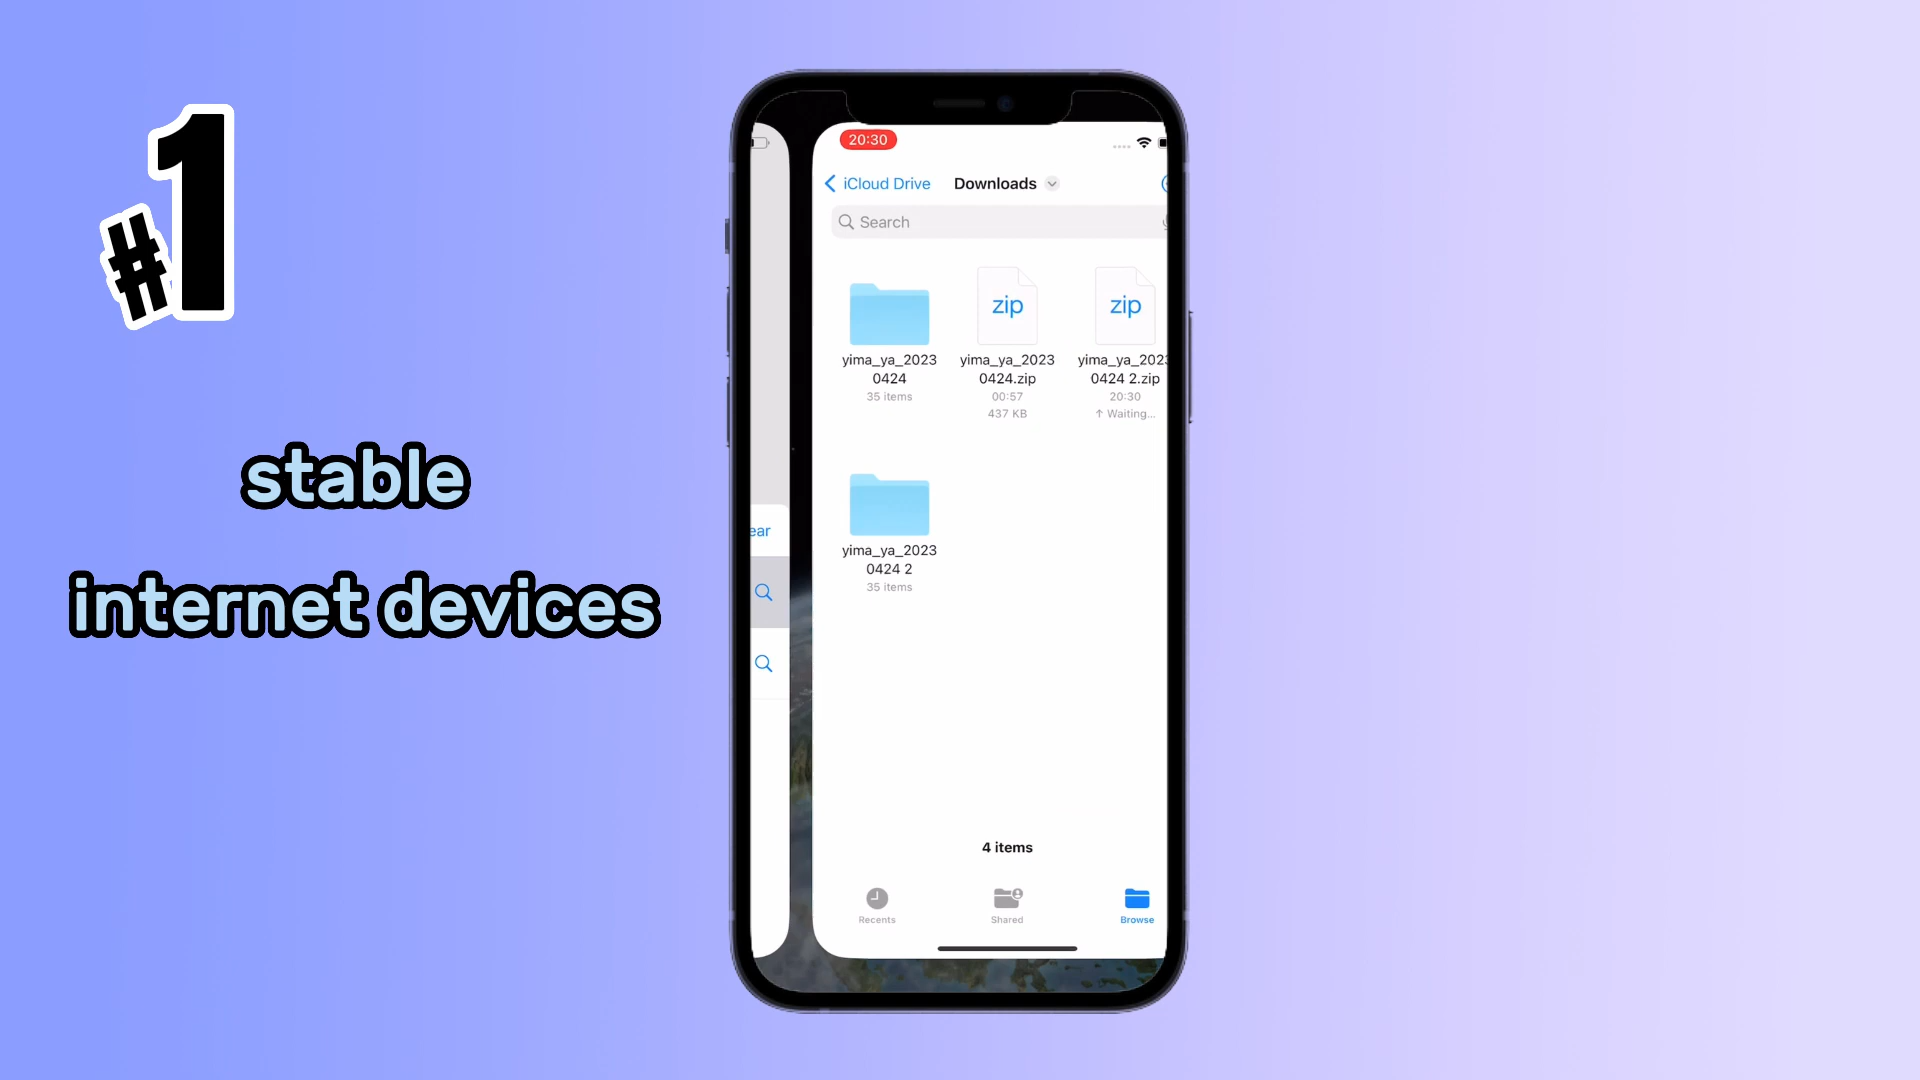 #1
stable
internet devices
20:30
iCloud Drive
Downloads
Search
zip
zip
yima_ya_2023
0424
35 items
yima_ya_2023
0424.zip
00:57
437 KB
yima_ya_2023
0424 2.zip
20:30
↑ Waiting...
ear
yima_ya_2023
0424 2
35 items
4 items
Recents
Shared
Browse